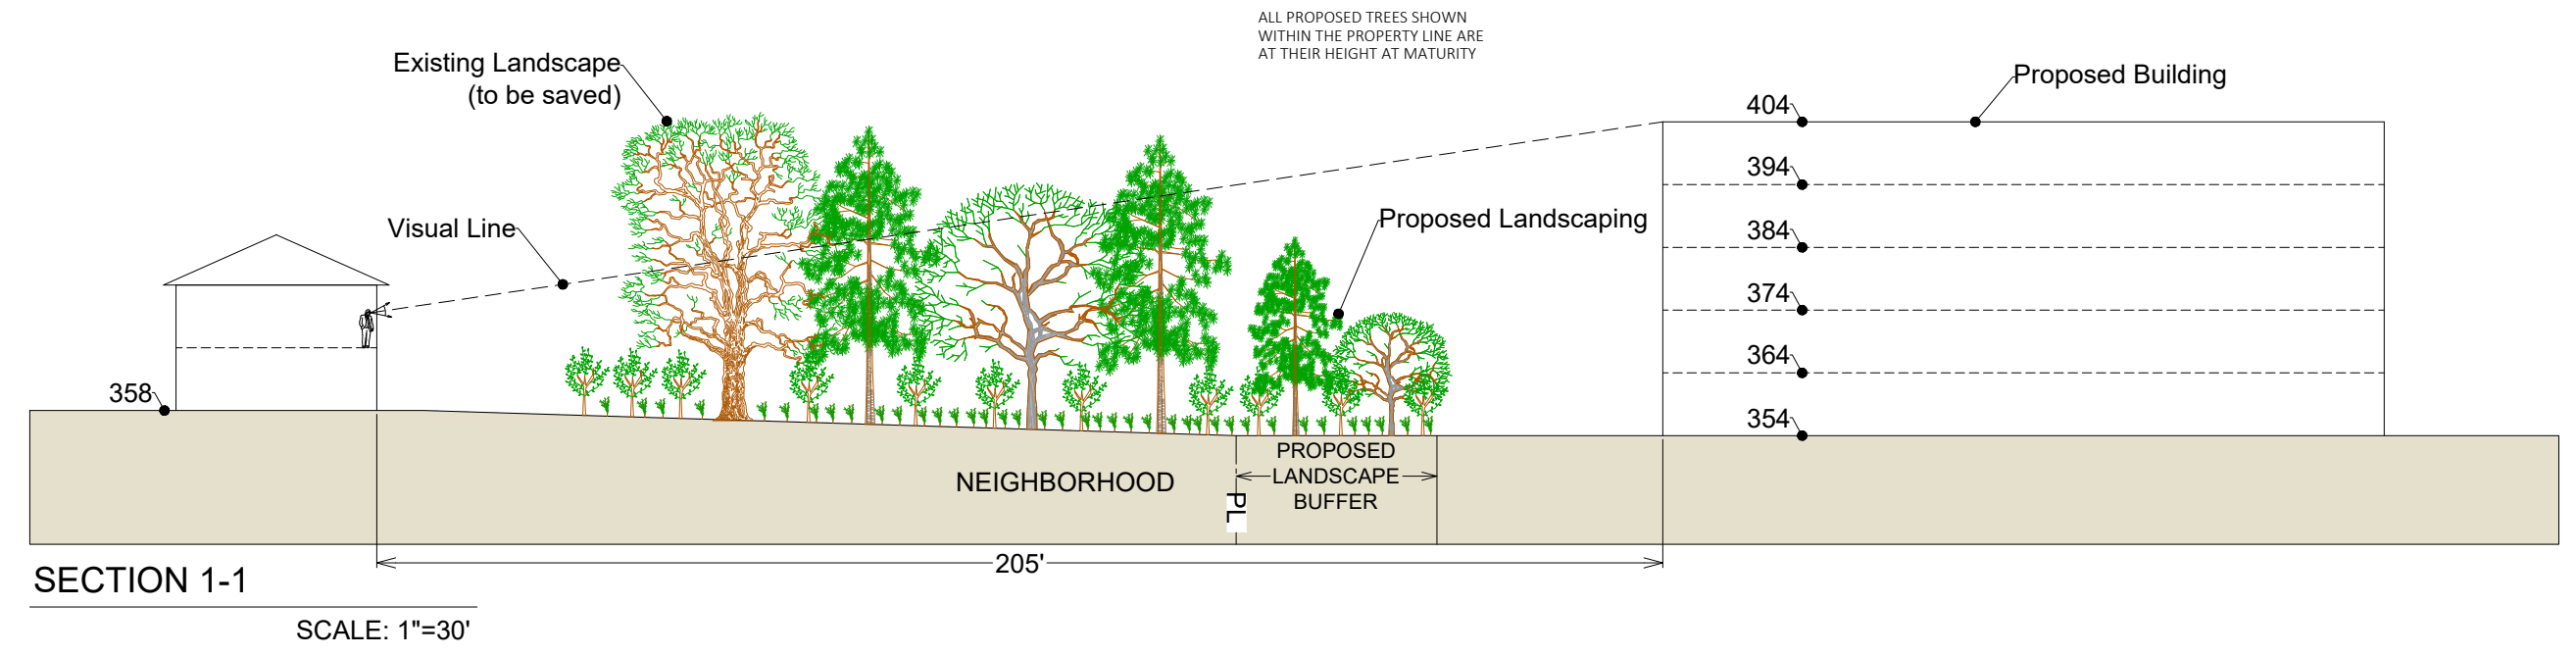 ALL PROPOSED TREES SHOWN
WITHIN THE PROPERTY LINE ARE
AT THEIR HEIGHT AT MATURITY
Existing Landscape
(to be saved)
Proposed Building
404
394
Visual Line
Proposed Landscaping
384
374
364
358
354
PROPOSED
LANDSCAPE
BUFFER
NEIGHBORHOOD
PL
205'
SECTION 1-1
SCALE: 1"=30'